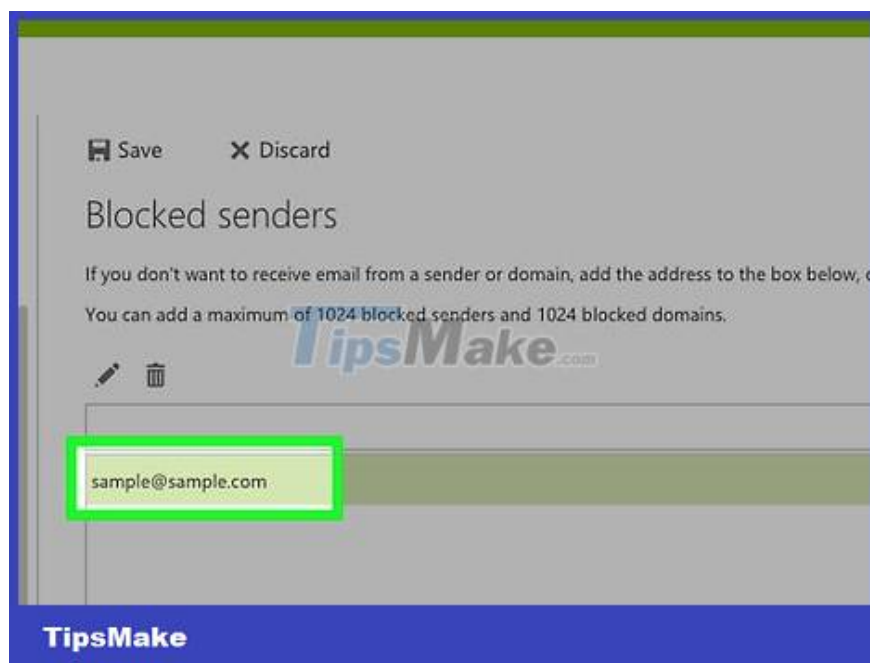 Save Discard
Blocked senders
If you don't want to receive email from a sender or domain, add the address to the box below,
You can add a maximum of 1024 blocked senders and 1024 blocked domains.
TipsMake.com
sample@sample.com
TipsMake